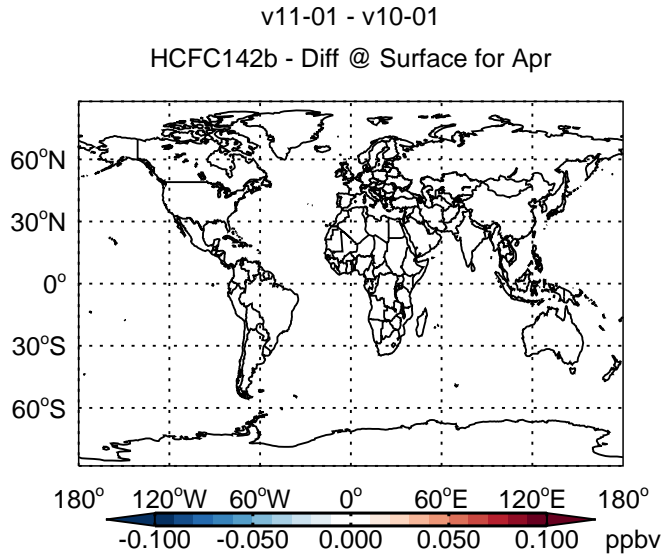 v11-01 - v10-01
HCFC142b - Diff @ Surface for Apr
60°N
30°N
0°
30°S
60°S
180° 120°W 60°W 0° 60°E 120°E 180°
-0.100 -0.050 0.000 0.050 0.100 ppbv